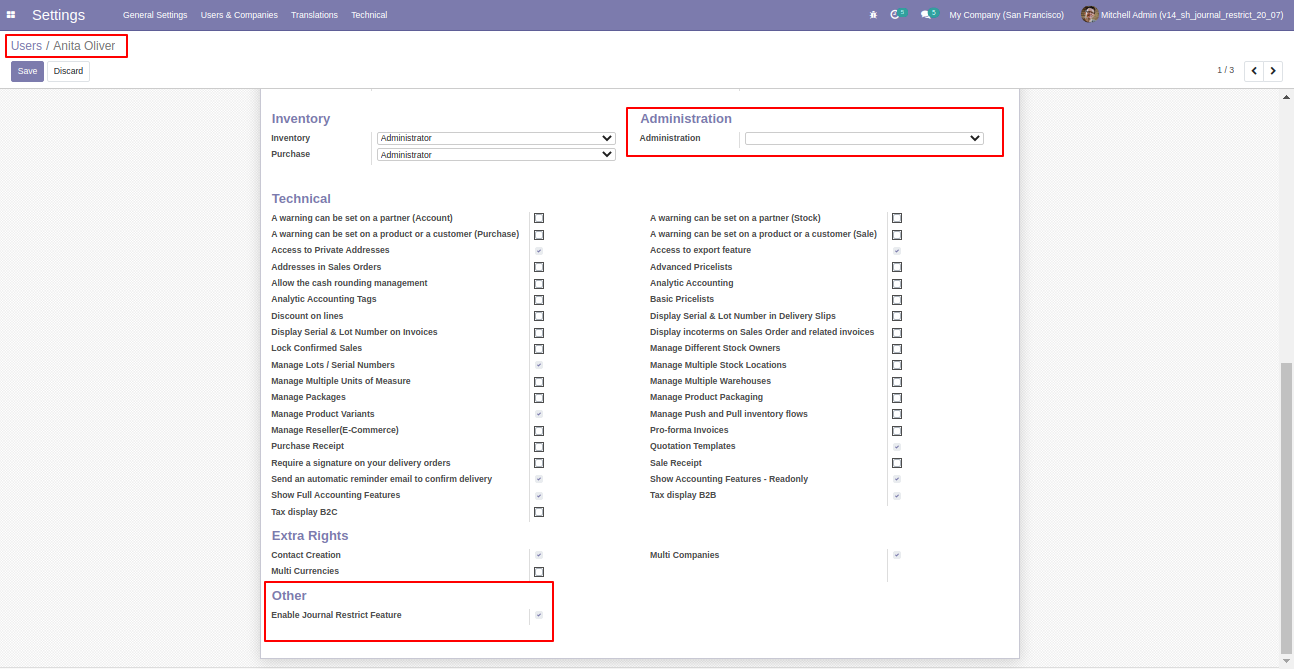 Settings General Settings Users & Companies Translations Technical 5 5 My Company (San Francisco) Mitchell Admin (v14_sh_journal_restrict_20_07)
Users / Anita Oliver
Save Discard 1 / 3
Inventory
Inventory Administrator
Purchase Administrator
Administration
Administration
Technical
A warning can be set on a partner (Account) A warning can be set on a partner (Stock)
A warning can be set on a product or a customer (Purchase) A warning can be set on a product or a customer (Sale)
Access to Private Addresses Access to export feature
Addresses in Sales Orders Advanced Pricelists
Allow the cash rounding management Analytic Accounting
Analytic Accounting Tags Basic Pricelists
Discount on lines Display Serial & Lot Number in Delivery Slips
Display Serial & Lot Number on Invoices Display incoterms on Sales Order and related invoices
Lock Confirmed Sales Manage Different Stock Owners
Manage Lots / Serial Numbers Manage Multiple Stock Locations
Manage Multiple Units of Measure Manage Multiple Warehouses
Manage Packages Manage Product Packaging
Manage Product Variants Manage Push and Pull inventory flows
Manage Reseller(E-Commerce) Pro-forma Invoices
Purchase Receipt Quotation Templates
Require a signature on your delivery orders Sale Receipt
Send an automatic reminder email to confirm delivery Show Accounting Features - Readonly
Show Full Accounting Features Tax display B2B
Tax display B2C
Extra Rights
Contact Creation Multi Companies
Multi Currencies
Other
Enable Journal Restrict Feature